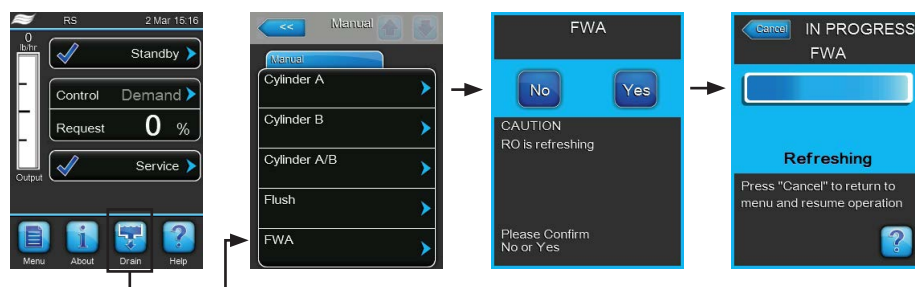 RS 2 Mar 15:16
0
lb/hr
Standby
Control Demand
Request 0 %
Service
Output
Menu About Drain Help
<< Manual
Manual
Cylinder A
Cylinder B
Cylinder A/B
Flush
FWA
FWA
No Yes
CAUTION
RO is refreshing
Please Confirm
No or Yes
Cancel IN PROGRESS
FWA
Refreshing
Press "Cancel" to return to
menu and resume operation
?